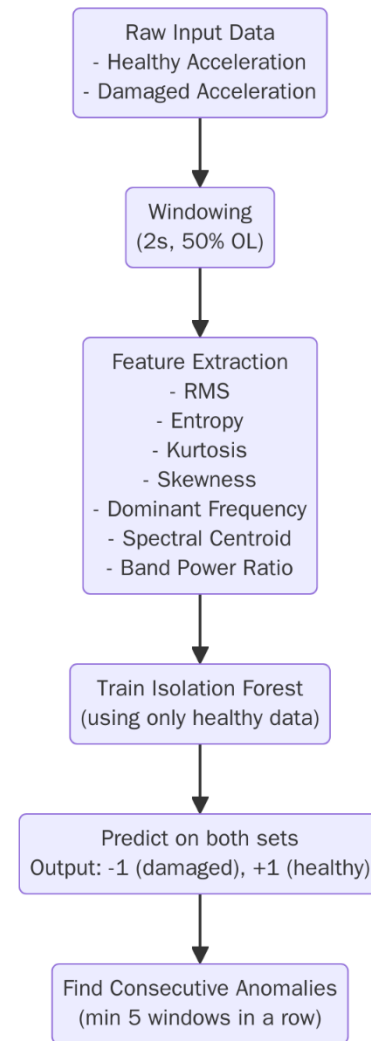 Raw Input Data
- Healthy Acceleration
- Damaged Acceleration
Windowing
(2s, 50% OL)
Feature Extraction
- RMS
- Entropy
- Kurtosis
- Skewness
- Dominant Frequency
- Spectral Centroid
- Band Power Ratio
Train Isolation Forest
(using only healthy data)
Predict on both sets
Output: -1 (damaged), +1 (healthy)
Find Consecutive Anomalies
(min 5 windows in a row)